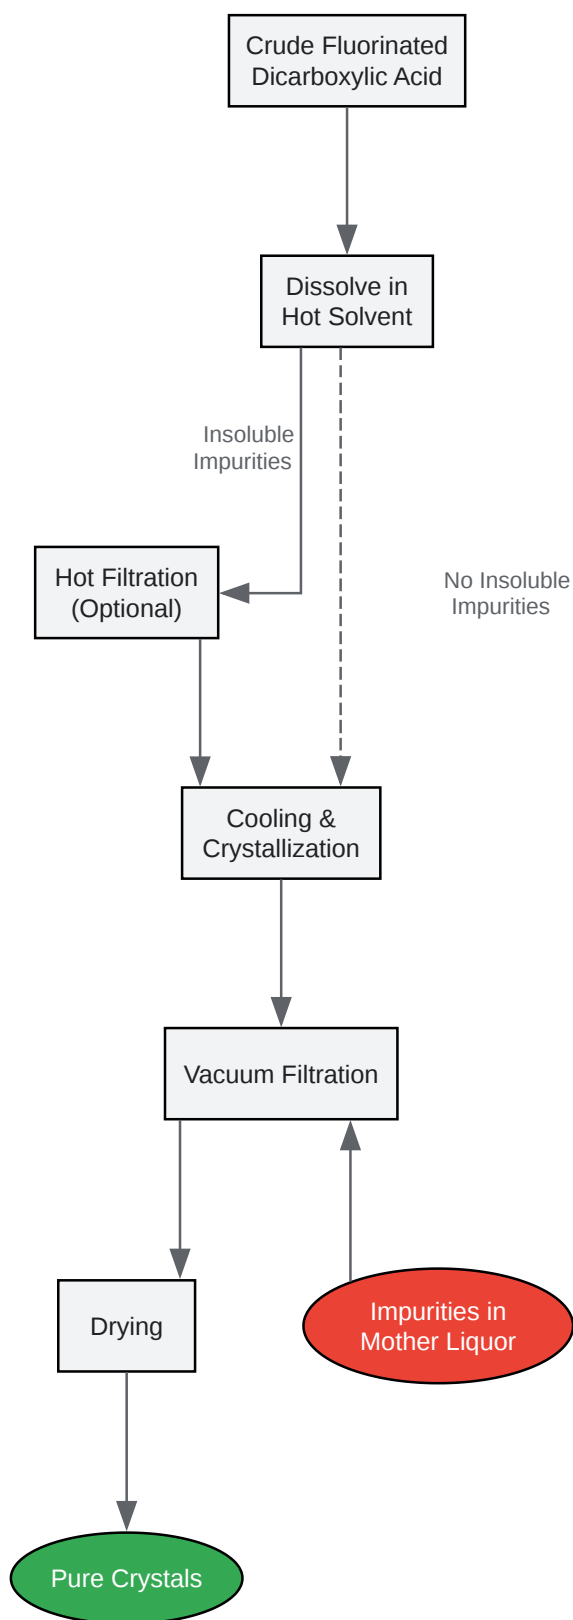 Crude Fluorinated
Dicarboxylic Acid
Dissolve in
Hot Solvent
Insoluble
Impurities
Hot Filtration
(Optional)
No Insoluble
Impurities
Cooling &
Crystallization
Vacuum Filtration
Drying
Impurities in
Mother Liquor
Pure Crystals